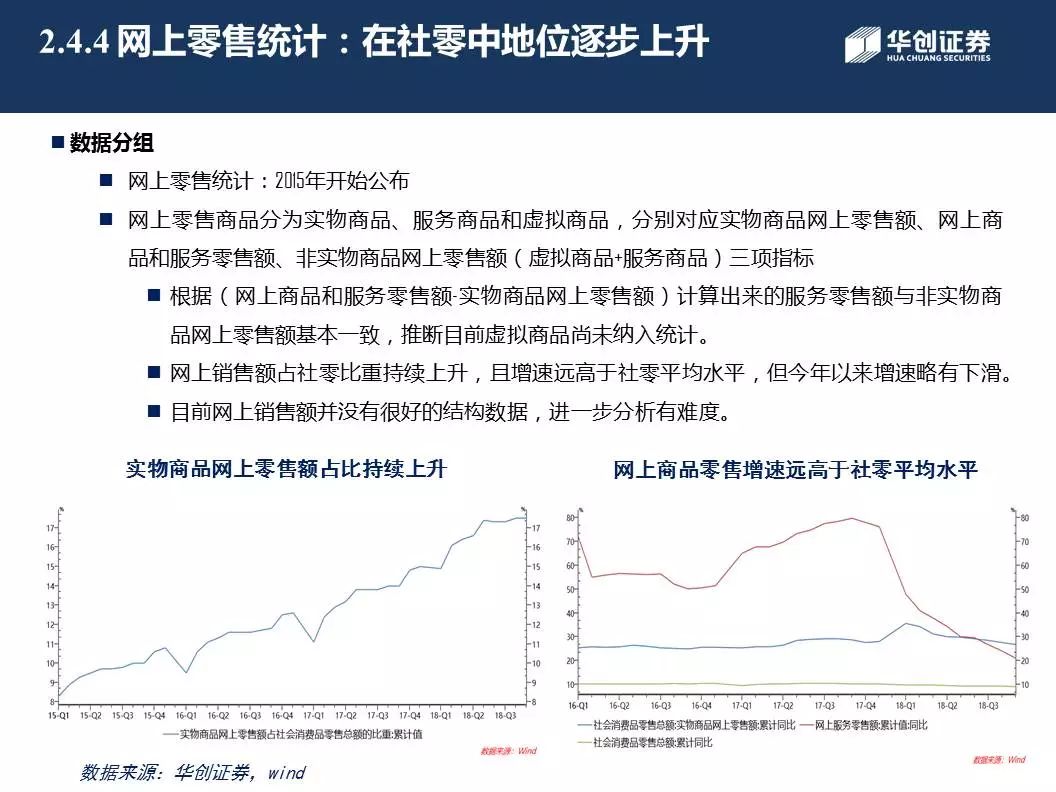 2.4.4 网上零售统计：在社零中地位逐步上升
华创证券
HUA CHUANG SECURITIES
数据分组
网上零售统计：2015年开始公布
网上零售商品分为实物商品、服务商品和虚拟商品，分别对应实物商品网上零售额、网上商
品和服务零售额、非实物商品网上零售额（虚拟商品+服务商品）三项指标
根据（网上商品和服务零售额-实物商品网上零售额）计算出来的服务零售额与非实物商
品网上零售额基本一致，推断目前虚拟商品尚未纳入统计。
网上销售额占社零比重持续上升，且增速远高于社零平均水平，但今年以来增速略有下滑。
目前网上销售额并没有很好的结构数据，进一步分析有难度。
实物商品网上零售额占比持续上升
% %
17 17
16 16
15 15
14 14
13 13
12 12
11 11
10 10
9 9
8 8
15-Q1 15-Q2 15-Q3 15-Q4 16-Q1 16-Q2 16-Q3 16-Q4 17-Q1 17-Q2 17-Q3 17-Q4 18-Q1 18-Q2 18-Q3
实物商品网上零售额占社会消费品零售总额的比重:累计值
数据来源：Wind
网上商品零售增速远高于社零平均水平
% %
80 80
70 70
60 60
50 50
40 40
30 30
20 20
10 10
16-Q1 16-Q2 16-Q3 16-Q4 17-Q1 17-Q2 17-Q3 17-Q4 18-Q1 18-Q2 18-Q3
社会消费品零售总额:实物商品网上零售额:累计同比 网上服务零售额:累计值:同比
社会消费品零售总额:累计同比
数据来源：Wind
数据来源：华创证券，wind